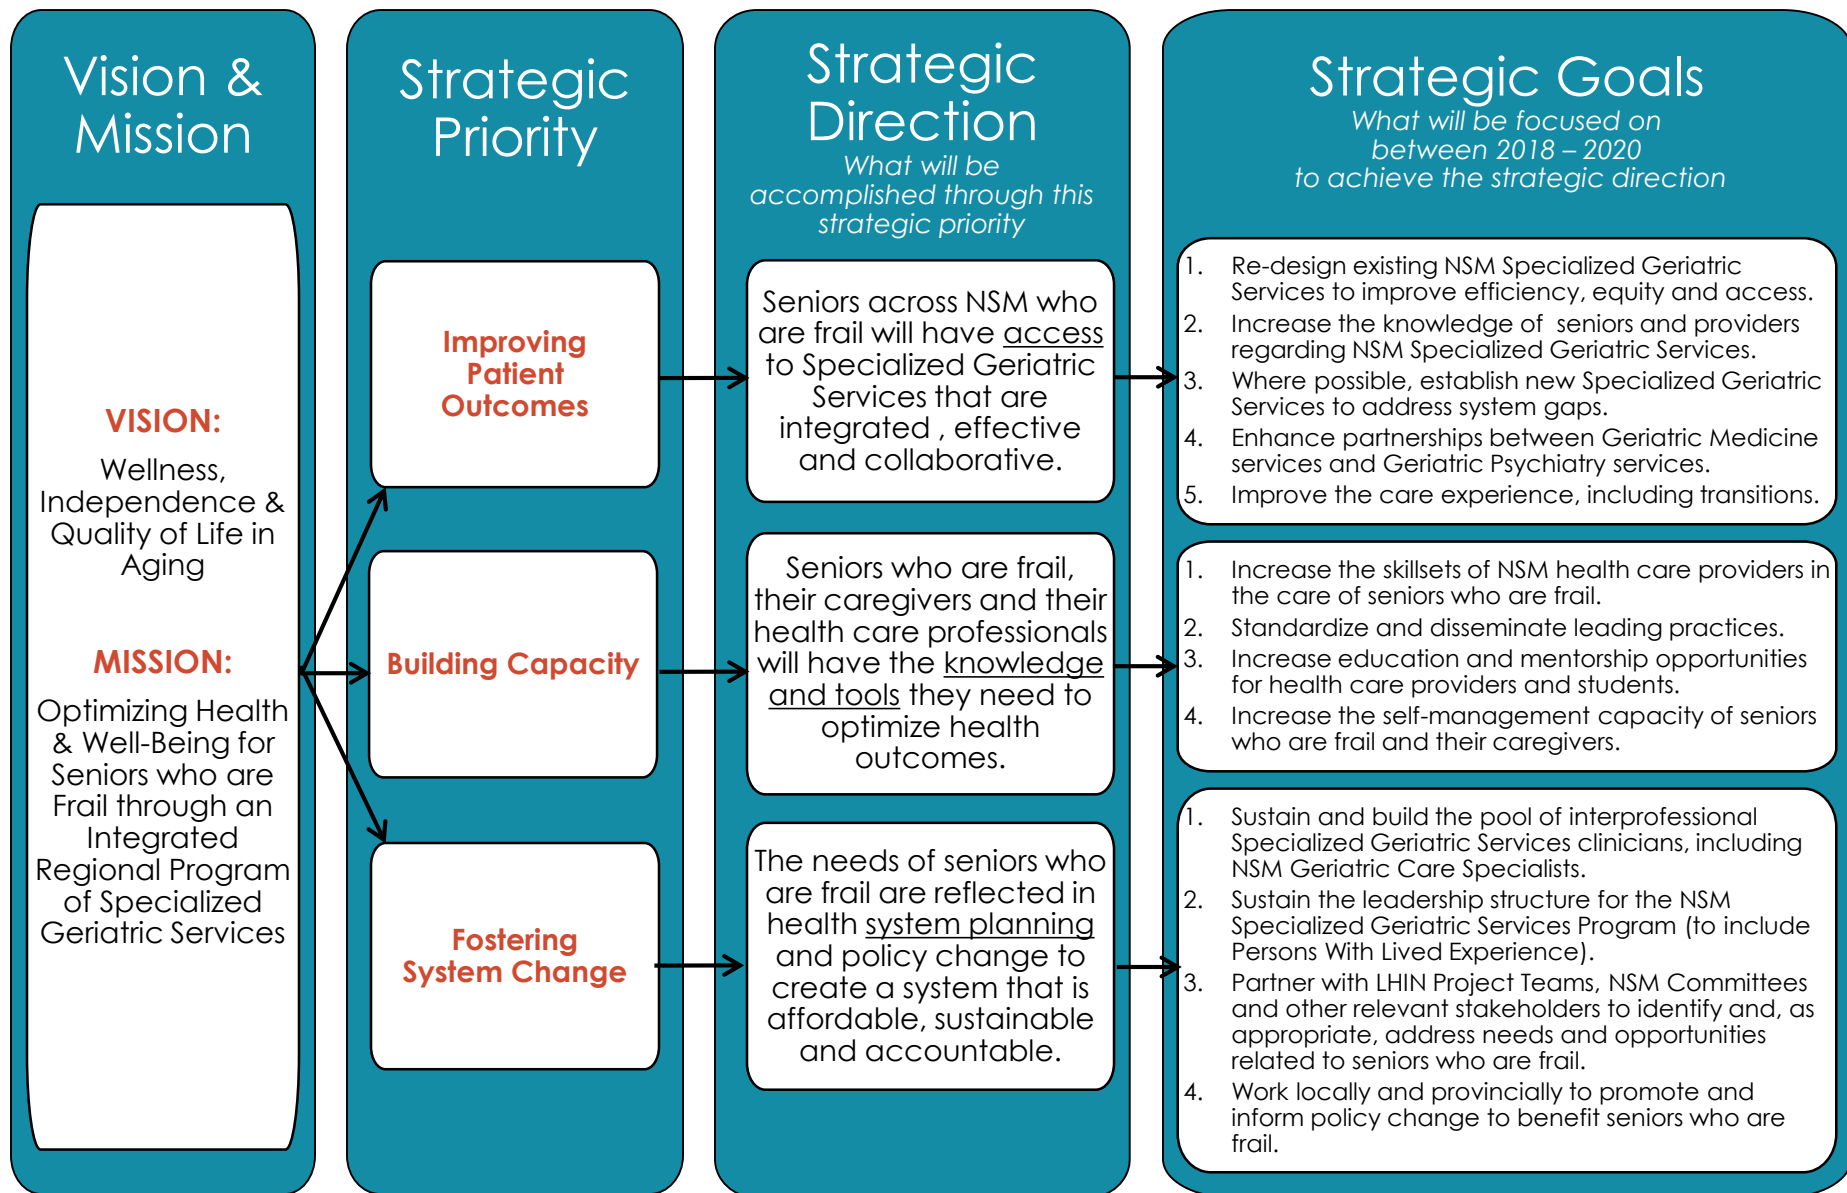 Vision &
Mission
VISION:
Wellness,
Independence &
Quality of Life in
Aging
MISSION:
Optimizing Health
& Well-Being for
Seniors who are
Frail through an
Integrated
Regional Program
of Specialized
Geriatric Services
Strategic
Priority
Improving
Patient
Outcomes
Building Capacity
Fostering
System Change
Strategic
Direction
What will be
accomplished through this
strategic priority
Seniors across NSM who
are frail will have access
to Specialized Geriatric
Services that are
integrated , effective
and collaborative.
Seniors who are frail,
their caregivers and their
health care professionals
will have the knowledge
and tools they need to
optimize health
outcomes.
The needs of seniors who
are frail are reflected in
health system planning
and policy change to
create a system that is
affordable, sustainable
and accountable.
Strategic Goals
What will be focused on
between 2018 – 2020
to achieve the strategic direction
1. Re-design existing NSM Specialized Geriatric
Services to improve efficiency, equity and access.
2. Increase the knowledge of seniors and providers
regarding NSM Specialized Geriatric Services.
3. Where possible, establish new Specialized Geriatric
Services to address system gaps.
4. Enhance partnerships between Geriatric Medicine
services and Geriatric Psychiatry services.
5. Improve the care experience, including transitions.
1. Increase the skillsets of NSM health care providers in
the care of seniors who are frail.
2. Standardize and disseminate leading practices.
3. Increase education and mentorship opportunities
for health care providers and students.
4. Increase the self-management capacity of seniors
who are frail and their caregivers.
1. Sustain and build the pool of interprofessional
Specialized Geriatric Services clinicians, including
NSM Geriatric Care Specialists.
2. Sustain the leadership structure for the NSM
Specialized Geriatric Services Program (to include
Persons With Lived Experience).
3. Partner with LHIN Project Teams, NSM Committees
and other relevant stakeholders to identify and, as
appropriate, address needs and opportunities
related to seniors who are frail.
4. Work locally and provincially to promote and
inform policy change to benefit seniors who are
frail.